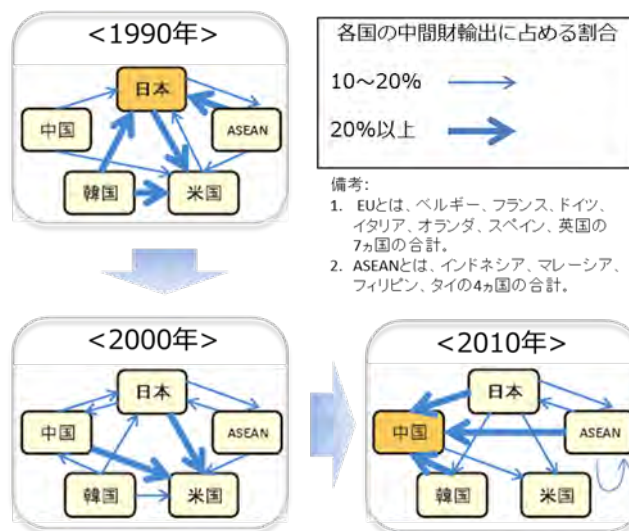 <1990年>
日本
中国
ASEAN
韓国
米国
各国の中間財輸出に占める割合
10～20%
20%以上
備考:
1. EUとは、ベルギー、フランス、ドイツ、
イタリア、オランダ、スペイン、英国の
7ヵ国の合計。
2. ASEANとは、インドネシア、マレーシア、
フィリピン、タイの4ヵ国の合計。
<2000年>
日本
中国
ASEAN
韓国
米国
<2010年>
日本
中国
ASEAN
韓国
米国